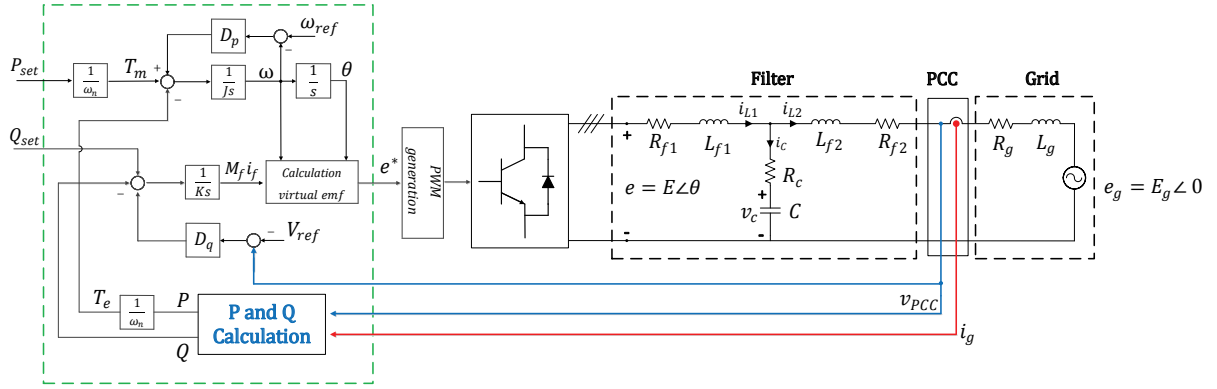 D_p
ω_ref
−
P_set
1/ω_n
T_m
+
−
1/Js
ω
1/s
θ
Q_set
−
1/Ks
M_f i_f
Calculation
virtual emf
e*
PWM
generation
D_q
−
V_ref
T_e
1/ω_n
P
Q
P and Q
Calculation
Filter
PCC
Grid
+
R_f1
L_f1
i_L1
i_L2
i_c
L_f2
R_f2
R_c
+
v_c
C
-
-
e = E∠θ
R_g
L_g
e_g = E_g∠ 0
v_PCC
i_g